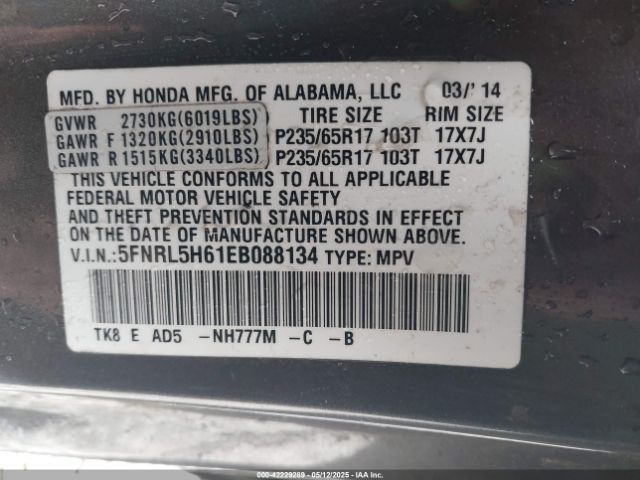 MFD. BY HONDA MFG. OF ALABAMA, LLC 03/'14
GVWR 2730KG(6019LBS) TIRE SIZE RIM SIZE
GAWR F 1320KG(2910LBS) P235/65R17 103T 17X7J
GAWR R 1515KG(3340LBS) P235/65R17 103T 17X7J
THIS VEHICLE CONFORMS TO ALL APPLICABLE
FEDERAL MOTOR VEHICLE SAFETY
AND THEFT PREVENTION STANDARDS IN EFFECT
ON THE DATE OF MANUFACTURE SHOWN ABOVE.
V.I.N.: 5FNRL5H61EB088134 TYPE: MPV
TK8 E AD5 -NH777M -C -B
000-42229269 - 05/12/2025 - IAA Inc.